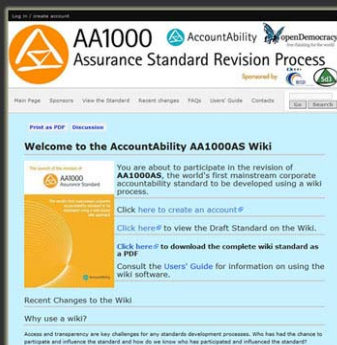 Log in / create account
AA1000 AccountAbility openDemocracy
free thinking for the world
Assurance Standard Revision Process
Sponsored by
Main Page Sponsors View the Standard Recent changes FAQs Users' Guide Contacts
Go Search
Print as PDF Discussion
Welcome to the AccountAbility AA1000AS Wiki
AA1000
Assurance Standard
AccountAbility
You are about to participate in the revision of
AA1000AS, the world's first mainstream corporate
accountability standard to be developed using a wiki
process.
Click here to create an account
Click here to view the Draft Standard on the Wiki.
Click here to download the complete wiki standard as
a PDF
Consult the Users' Guide for information on using the
wiki software.
Recent Changes to the Wiki
Why use a wiki?
Access and transparency are key challenges for any standards development processes. Who has had the chance to
participate and influence the standard and how do we know who has participated and influenced the standard?